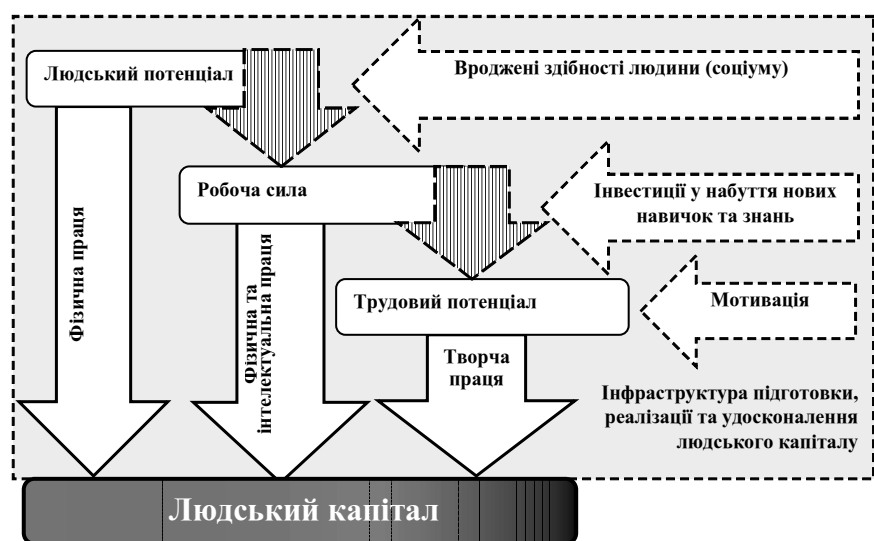 Людський потенціал
Вроджені здібності людини (соціуму)
Робоча сила
Інвестиції у набуття нових
навичок та знань
Трудовий потенціал
Мотивація
Фізична праця
Фізична та
інтелектуальна праця
Творча
праця
Інфраструктура підготовки,
реалізації та удосконалення
людського капіталу
Людський капітал